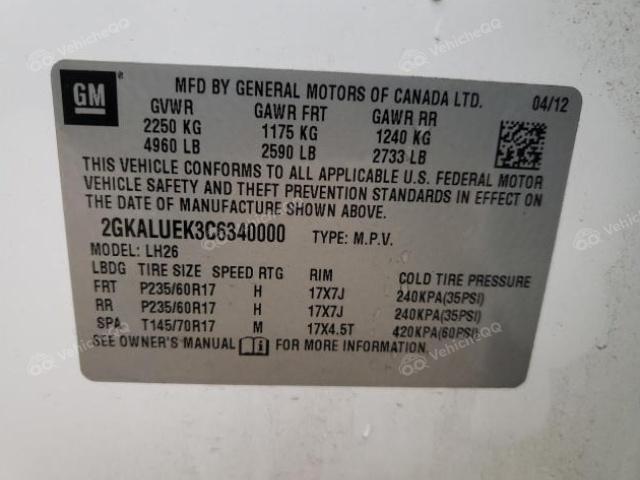 GM
MFD BY GENERAL MOTORS OF CANADA LTD. 04/12
GVWR GAWR FRT GAWR RR
2250 KG 1175 KG 1240 KG
4960 LB 2590 LB 2733 LB
THIS VEHICLE CONFORMS TO ALL APPLICABLE U.S. FEDERAL MOTOR
VEHICLE SAFETY AND THEFT PREVENTION STANDARDS IN EFFECT ON
THE DATE OF MANUFACTURE SHOWN ABOVE.
2GKALUEK3C6340000 TYPE: M.P.V.
MODEL: LH26
LBDG TIRE SIZE SPEED RTG RIM COLD TIRE PRESSURE
FRT P235/60R17 H 17X7J 240KPA(35PSI)
RR P235/60R17 H 17X7J 240KPA(35PSI)
SPA T145/70R17 M 17X4.5T 420KPA(60PSI)
SEE OWNER'S MANUAL FOR MORE INFORMATION
VehicleQQ